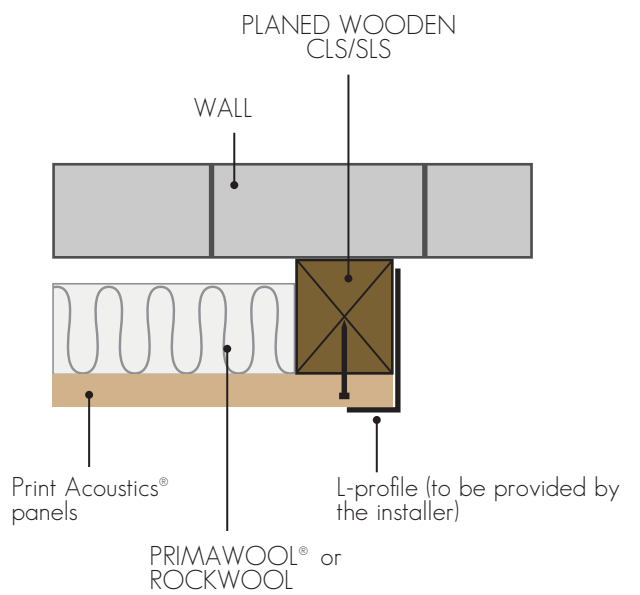 PLANED WOODEN
CLS/SLS
WALL
Print Acoustics®
panels
L-profile (to be provided by
the installer)
PRIMAWOOL® or
ROCKWOOL